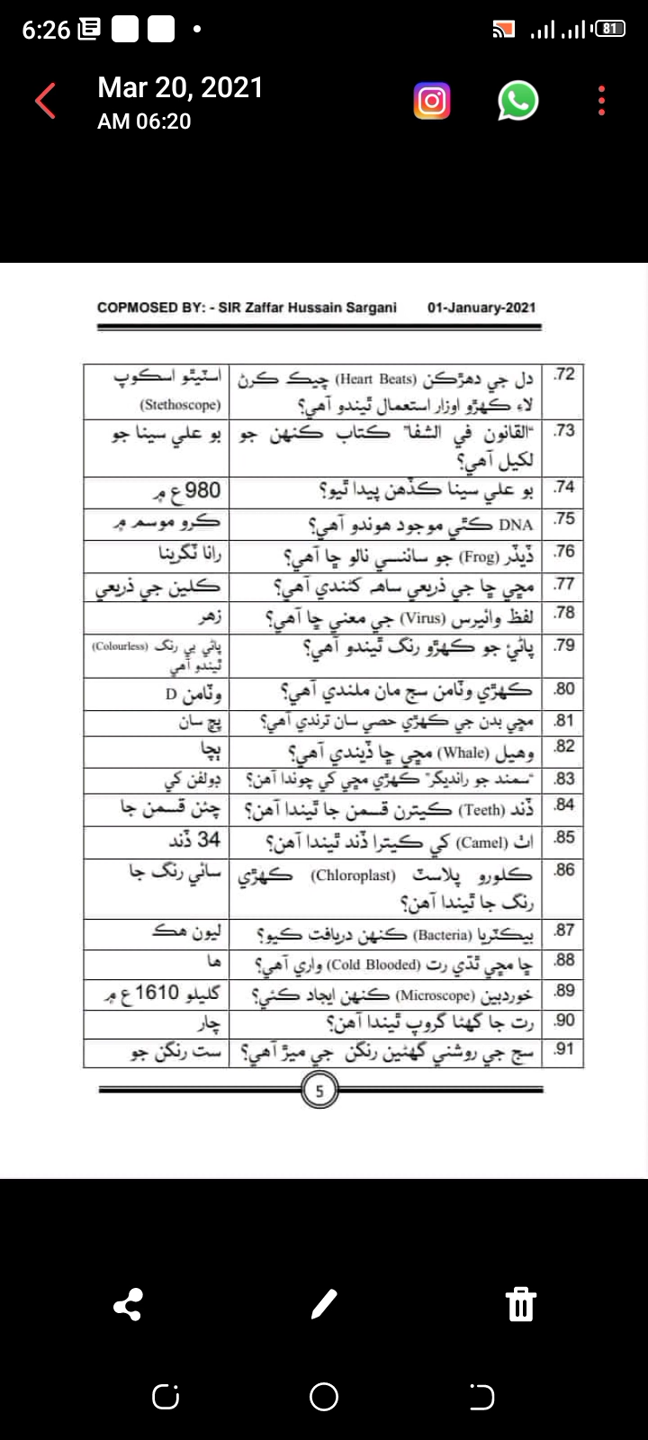 6:26
81
Mar 20, 2021
AM 06:20
COPMOSED BY: - SIR Zaffar Hussain Sargani 01-January-2021
72. دل جي ڌهڙڪن (Heart Beats) چيڪ ڪرڻ اسٽيٿو اسڪوپ
لاءِ ڪهڙو اوزار استعمال ٿيندو آهي؟ (Stethoscope)
73. "القانون في الشفا" ڪتاب ڪنهن جو بو علي سينا جو
لکيل آهي؟
74. بو علي سينا ڪڏهن پيدا ٿيو؟ 980ع ۾
75. DNA ڪٿي موجود هوندو آهي؟ ڪرو موسم ۾
76. ڏيڏر (Frog) جو سائنسي نالو ڇا آهي؟ رانا ٽگرينا
77. مڇي ڇا جي ذريعي ساهہ کڻندي آهي؟ ڪلين جي ذريعي
78. لفظ وائيرس (Virus) جي معني ڇا آهي؟ زهر
79. پاڻيءَ جو ڪهڙو رنگ ٿيندو آهي؟ پاڻي بي رنگ (Colourless)
ٿيندو آهي
80. ڪهڙي وٽامن سج مان ملندي آهي؟ وٽامن D
81. مڇي بدن جي ڪهڙي حصي سان ترندي آهي؟ پڇ سان
82. وهيل (Whale) مڇي ڇا ڏيندي آهي؟ ٻچا
83. "سمنڊ جو رانديگر" ڪهڙي مڇي کي چوندا آهن؟ ڊولفن کي
84. ڏند (Teeth) ڪيترن قسمن جا ٿيندا آهن؟ چئن قسمن جا
85. اٺ (Camel) کي ڪيترا ڏند ٿيندا آهن؟ 34 ڏند
86. ڪلورو پلاسٽ (Chloroplast) ڪهڙي سائي رنگ جا
رنگ جا ٿيندا آهن؟
87. بيڪٽريا (Bacteria) ڪنهن دريافت ڪيو؟ ليون هڪ
88. ڇا مڇي ٿڌي رت (Cold Blooded) واري آهي؟ ها
89. خوردبين (Microscope) ڪنهن ايجاد ڪئي؟ گليلو 1610ع ۾
90. رت جا گهڻا گروپ ٿيندا آهن؟ چار
91. سج جي روشني گهڻين رنگن جي ميڙ آهي؟ ست رنگن جو
5